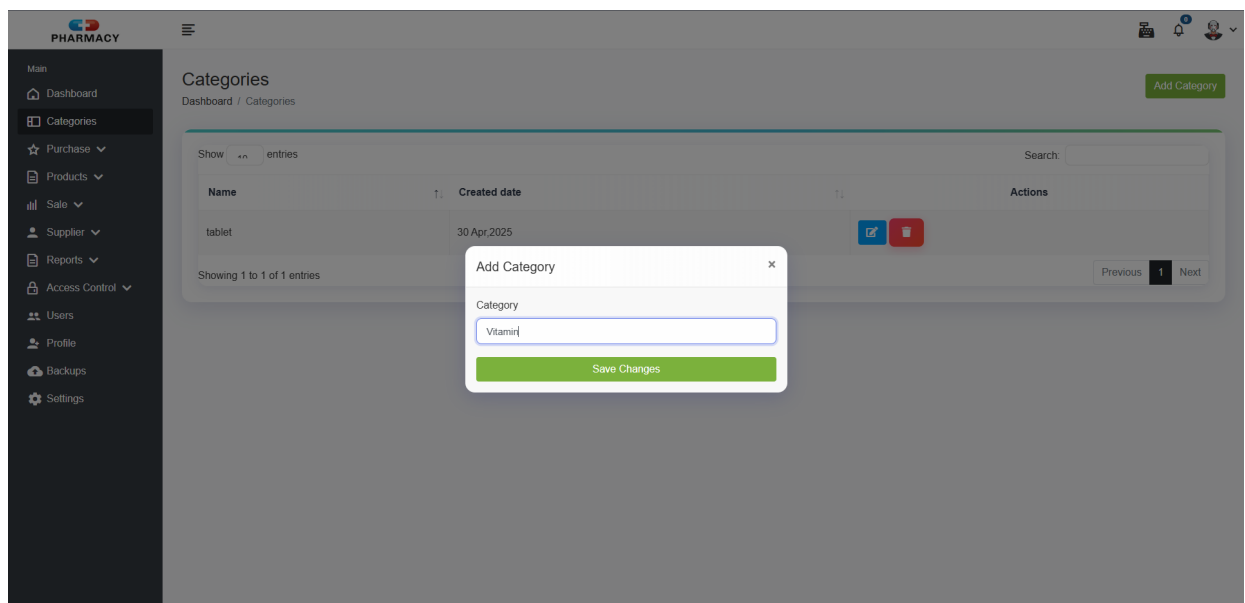 PHARMACY
0
Main
Dashboard
Categories
Purchase
Products
Sale
Supplier
Reports
Access Control
Users
Profile
Backups
Settings
Categories
Dashboard / Categories
Add Category
Show 10 entries
Search:
Name Created date Actions
tablet 30 Apr,2025
Showing 1 to 1 of 1 entries
Previous 1 Next
Add Category ×
Category
Vitamin
Save Changes